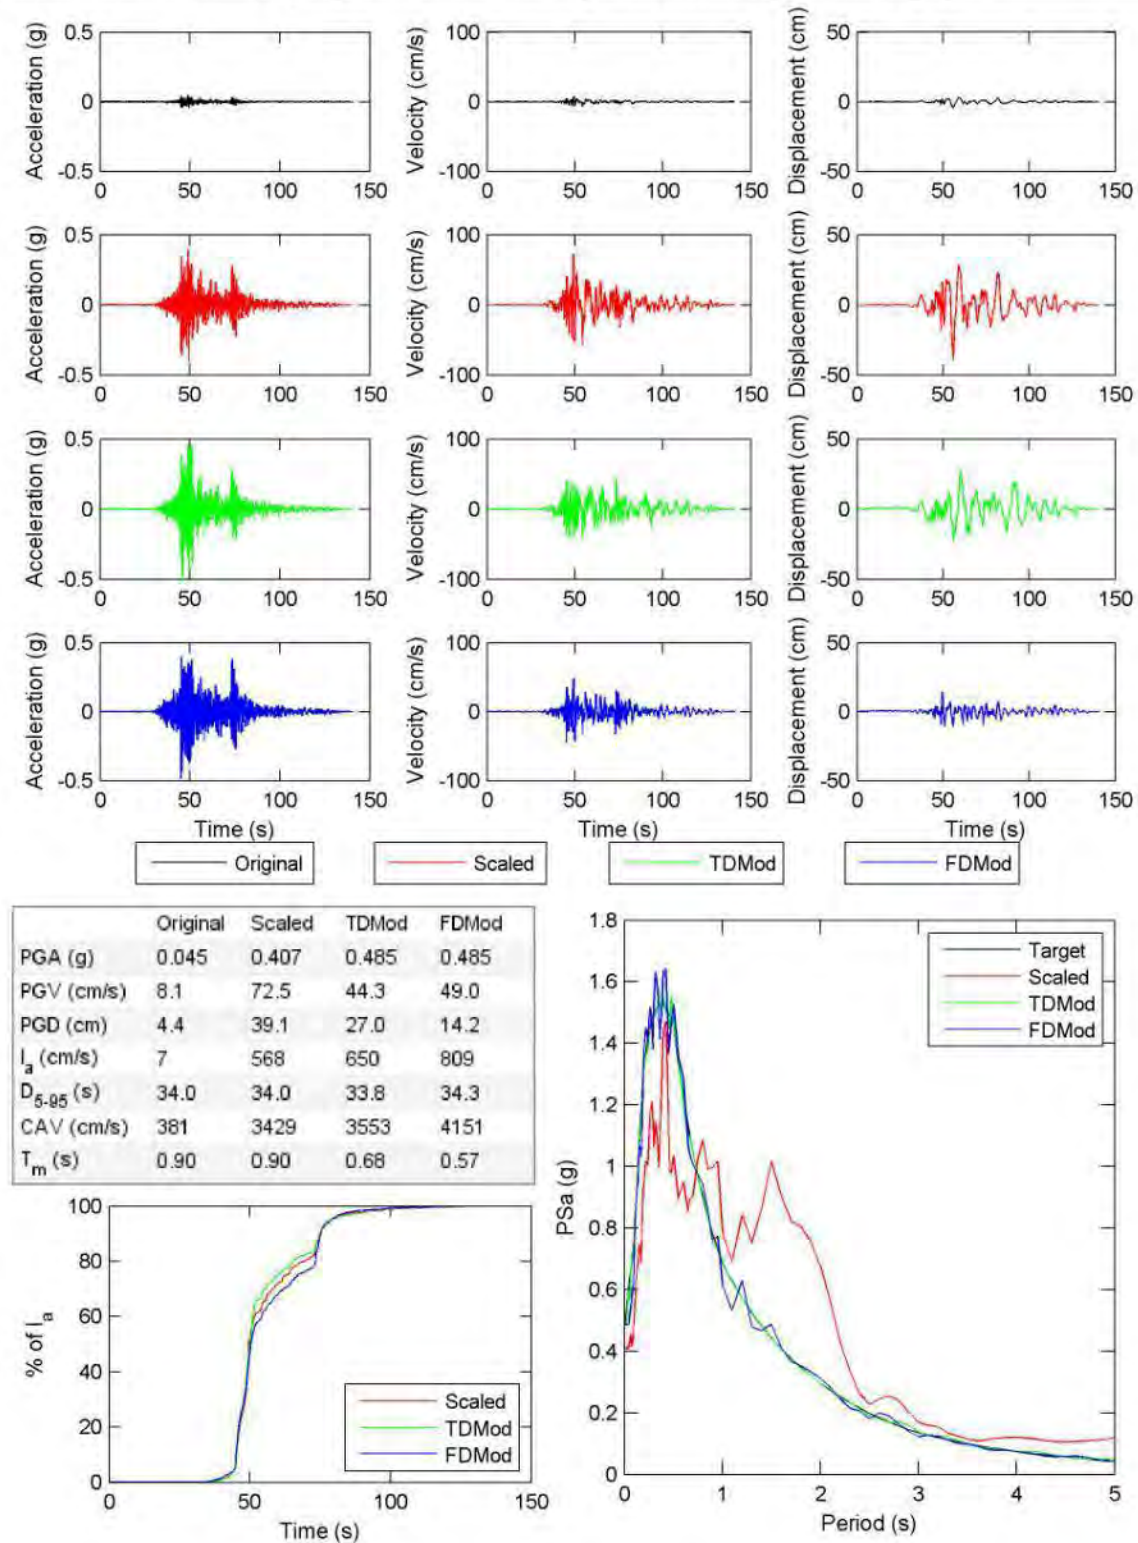 Acceleration (g)
0.5
0
-0.5
0 50 100 150
Velocity (cm/s)
100
0
-100
0 50 100 150
Displacement (cm)
50
0
-50
0 50 100 150
Acceleration (g)
0.5
0
-0.5
0 50 100 150
Velocity (cm/s)
100
0
-100
0 50 100 150
Displacement (cm)
50
0
-50
0 50 100 150
Acceleration (g)
0.5
0
-0.5
0 50 100 150
Velocity (cm/s)
100
0
-100
0 50 100 150
Displacement (cm)
50
0
-50
0 50 100 150
Acceleration (g)
0.5
0
-0.5
0 50 100 150
Time (s)
Velocity (cm/s)
100
0
-100
0 50 100 150
Time (s)
Displacement (cm)
50
0
-50
0 50 100 150
Time (s)
Original
Scaled
TDMod
FDMod
Original Scaled TDMod FDMod
PGA (g) 0.045 0.407 0.485 0.485
PGV (cm/s) 8.1 72.5 44.3 49.0
PGD (cm) 4.4 39.1 27.0 14.2
Ia (cm/s) 7 568 650 809
D5-95 (s) 34.0 34.0 33.8 34.3
CAV (cm/s) 381 3429 3553 4151
Tm (s) 0.90 0.90 0.68 0.57
% of Ia
100
80
60
40
20
0
0 50 100 150
Time (s)
Scaled
TDMod
FDMod
PSa (g)
1.8
1.6
1.4
1.2
1
0.8
0.6
0.4
0.2
0
0 1 2 3 4 5
Period (s)
Target
Scaled
TDMod
FDMod